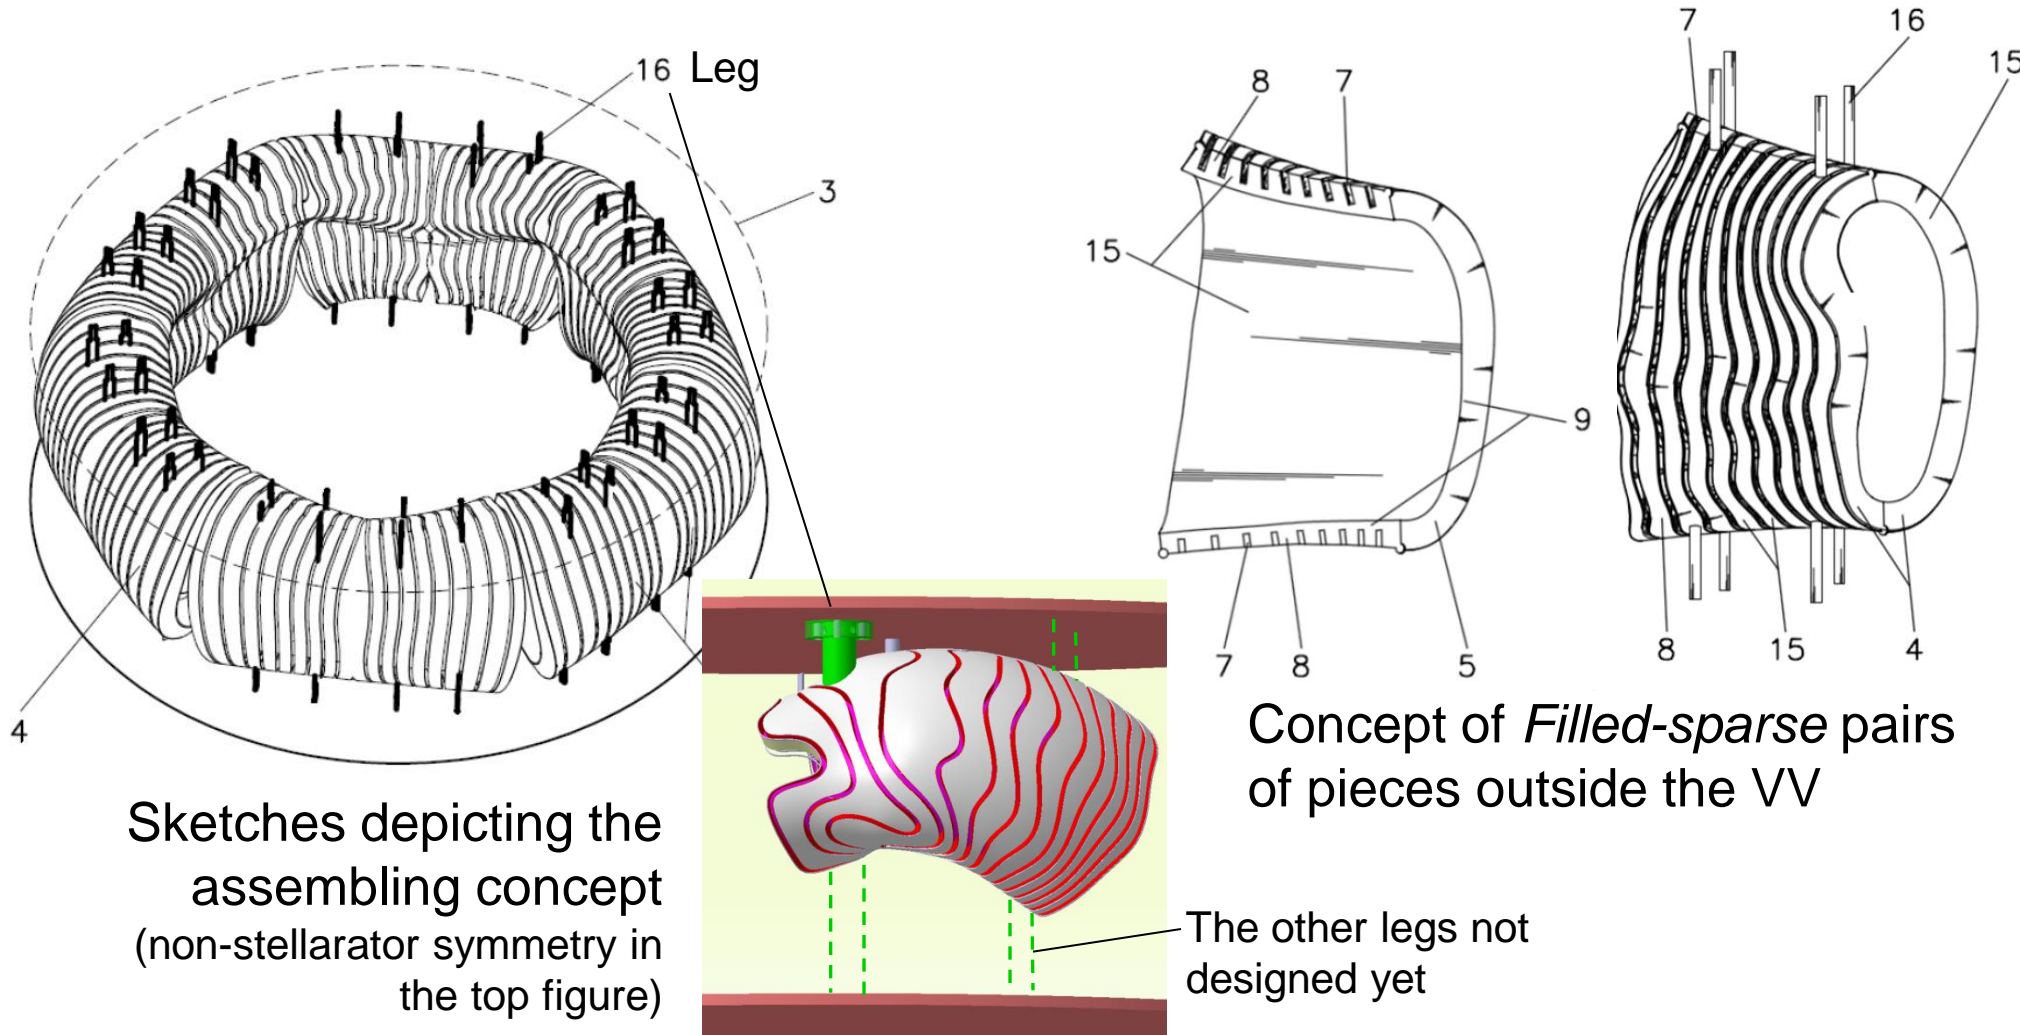 16 Leg
3
4
8
7
15
9
7
8
5
7
16
15
8
15
4
Concept of Filled-sparse pairs
of pieces outside the VV
Sketches depicting the
assembling concept
(non-stellarator symmetry in
the top figure)
The other legs not
designed yet